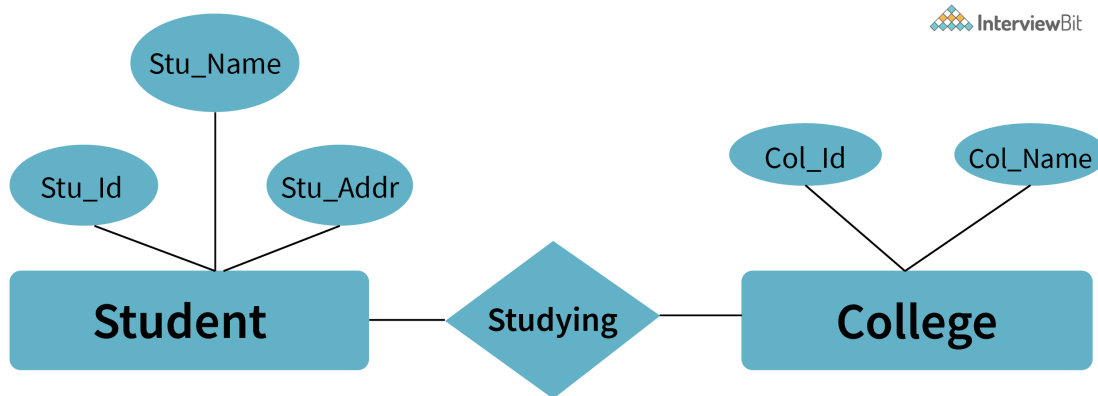 InterviewBit
Stu_Name
Stu_Id
Stu_Addr
Col_Id
Col_Name
Student
Studying
College